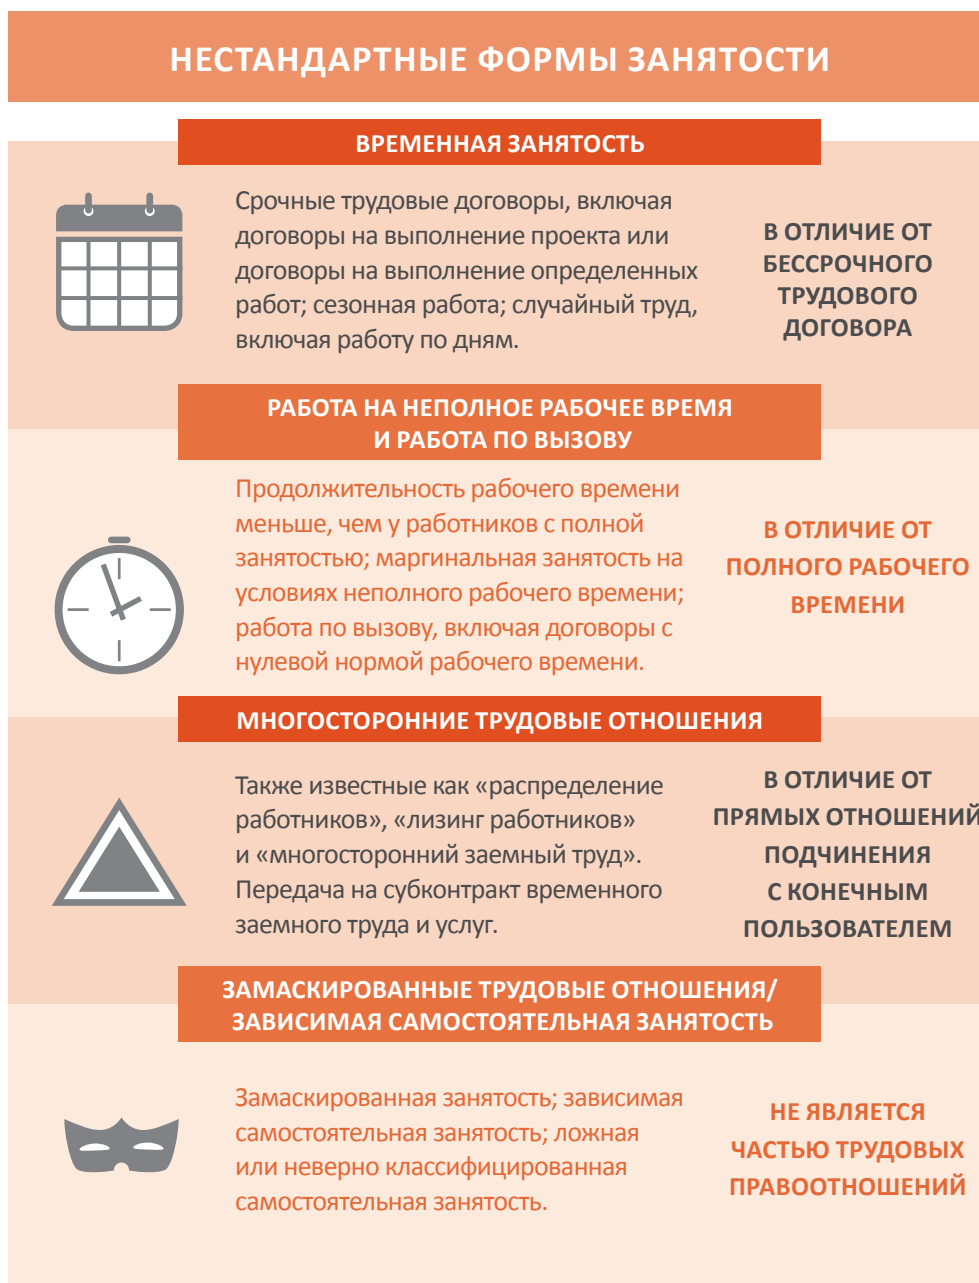 НЕСТАНДАРТНЫЕ ФОРМЫ ЗАНЯТОСТИ
ВРЕМЕННАЯ ЗАНЯТОСТЬ
Срочные трудовые договоры, включая
договоры на выполнение проекта или
договоры на выполнение определенных
работ; сезонная работа; случайный труд,
включая работу по дням.
В ОТЛИЧИЕ ОТ
БЕССРОЧНОГО
ТРУДОВОГО
ДОГОВОРА
РАБОТА НА НЕПОЛНОЕ РАБОЧЕЕ ВРЕМЯ
И РАБОТА ПО ВЫЗОВУ
Продолжительность рабочего времени
меньше, чем у работников с полной
занятостью; маргинальная занятость на
условиях неполного рабочего времени;
работа по вызову, включая договоры с
нулевой нормой рабочего времени.
В ОТЛИЧИЕ ОТ
ПОЛНОГО РАБОЧЕГО
ВРЕМЕНИ
МНОГОСТОРОННИЕ ТРУДОВЫЕ ОТНОШЕНИЯ
Также известные как «распределение
работников», «лизинг работников»
и «многосторонний заемный труд».
Передача на субконтракт временного
заемного труда и услуг.
В ОТЛИЧИЕ ОТ
ПРЯМЫХ ОТНОШЕНИЙ
ПОДЧИНЕНИЯ
С КОНЕЧНЫМ
ПОЛЬЗОВАТЕЛЕМ
ЗАМАСКИРОВАННЫЕ ТРУДОВЫЕ ОТНОШЕНИЯ/
ЗАВИСИМАЯ САМОСТОЯТЕЛЬНАЯ ЗАНЯТОСТЬ
Замаскированная занятость; зависимая
самостоятельная занятость; ложная
или неверно классифицированная
самостоятельная занятость.
НЕ ЯВЛЯЕТСЯ
ЧАСТЬЮ ТРУДОВЫХ
ПРАВООТНОШЕНИЙ